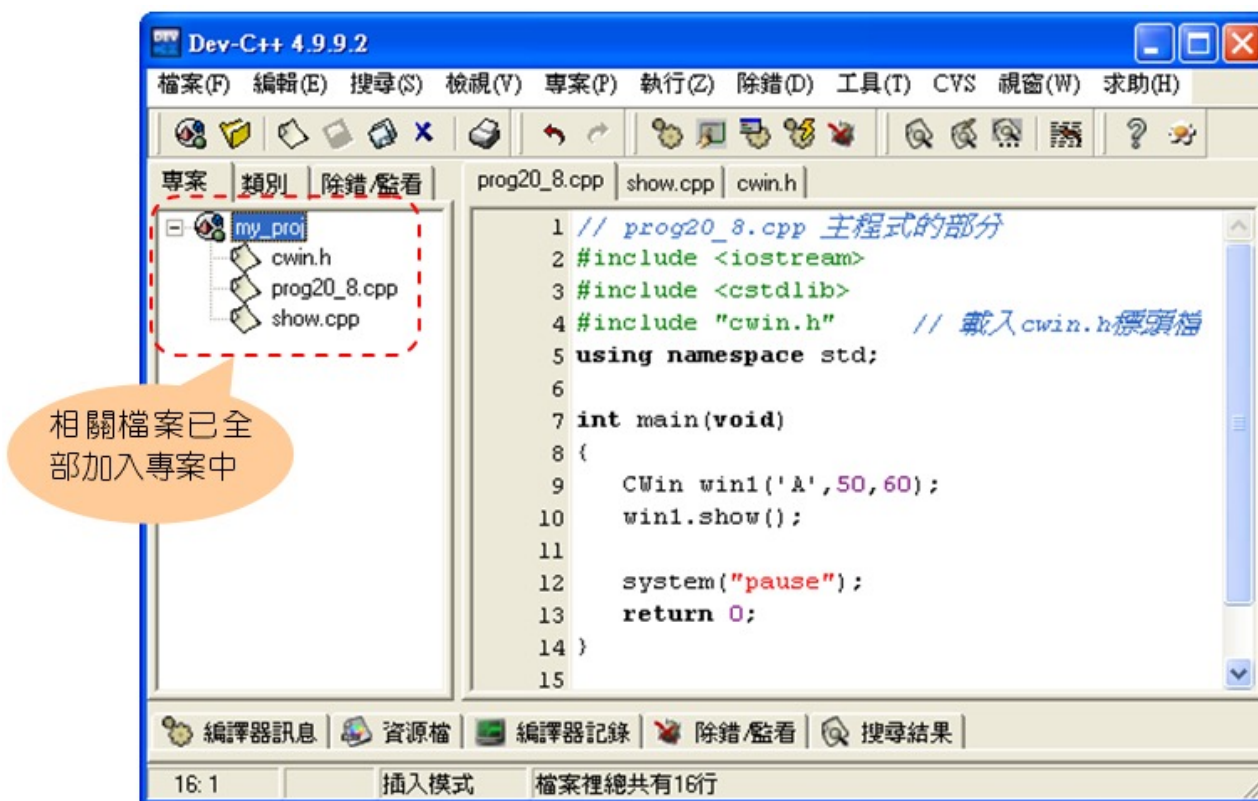 Dev-C++ 4.9.9.2
檔案(F) 編輯(E) 搜尋(S) 檢視(V) 專案(P) 執行(Z) 除錯(D) 工具(T) CVS 視窗(W) 求助(H)
專案 類別 除錯/監看
prog20_8.cpp show.cpp cwin.h
my_proj
cwin.h
prog20_8.cpp
show.cpp
相關檔案已全
部加入專案中
1 // prog20_8.cpp 主程式的部分
2 #include <iostream>
3 #include <cstdlib>
4 #include "cwin.h" // 載入cwin.h標頭檔
5 using namespace std;
6
7 int main(void)
8 {
9 CWin win1('A',50,60);
10 win1.show();
11
12 system("pause");
13 return 0;
14 }
15
編譯器訊息 資源檔 編譯器記錄 除錯/監看 搜尋結果
16: 1 插入模式 檔案裡總共有16行